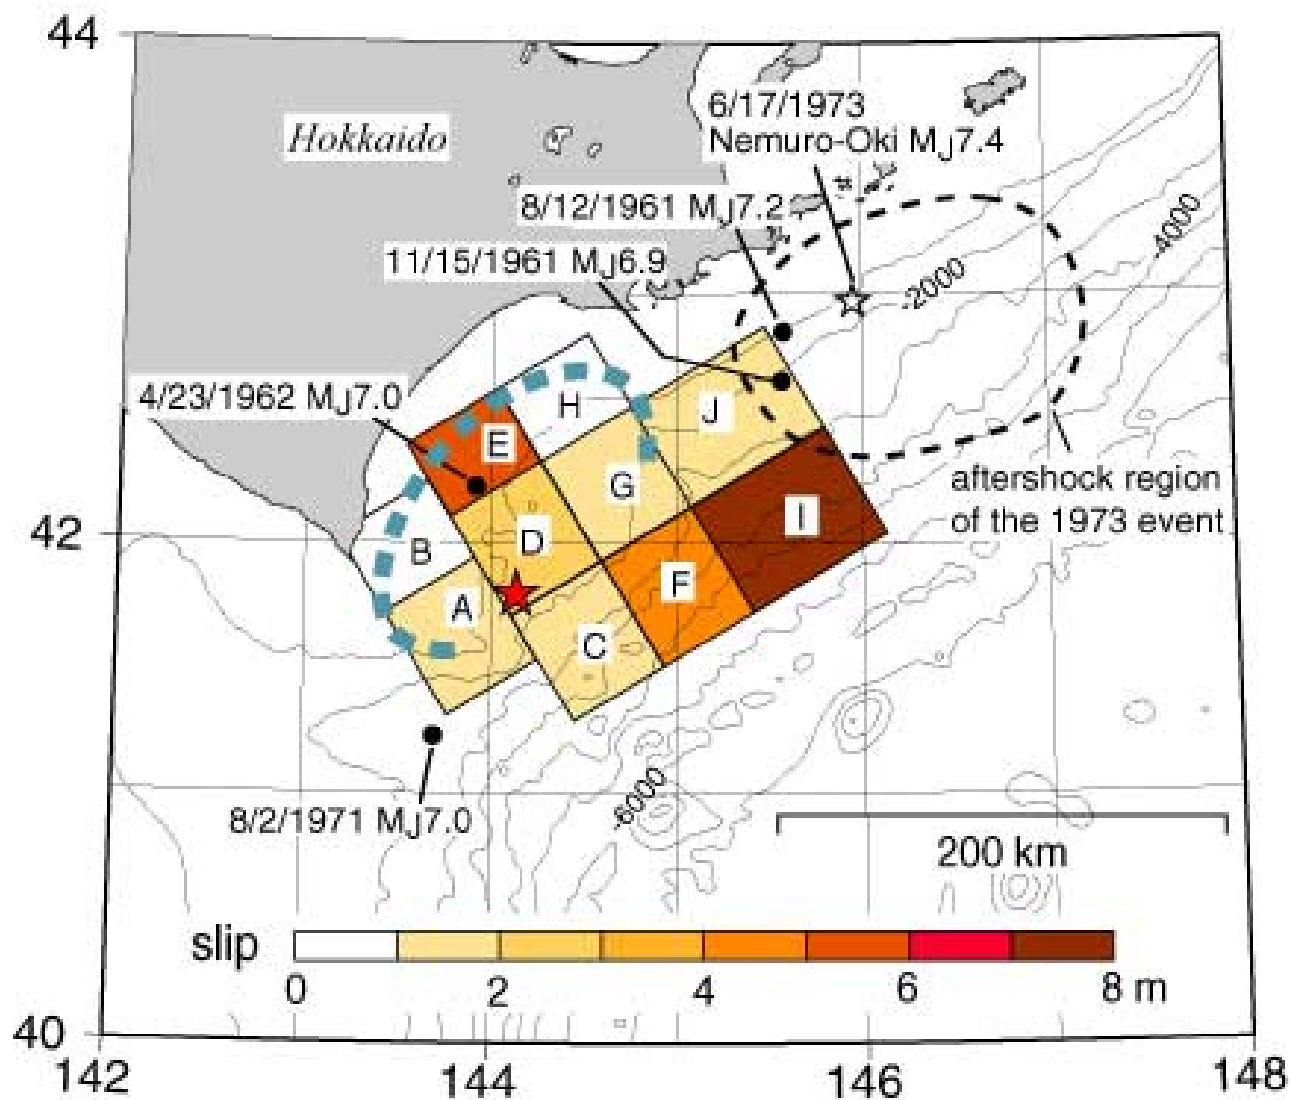 44
6/17/1973
Nemuro-Oki MJ7.4
Hokkaido
8/12/1961 MJ7.2
-4000
11/15/1961 MJ6.9
-2000
4/23/1962 MJ7.0
H
J
E
aftershock region
of the 1973 event
G
I
42
D
B
F
A
C
-6000
8/2/1971 MJ7.0
200 km
slip
0 2 4 6 8 m
40
142 144 146 148